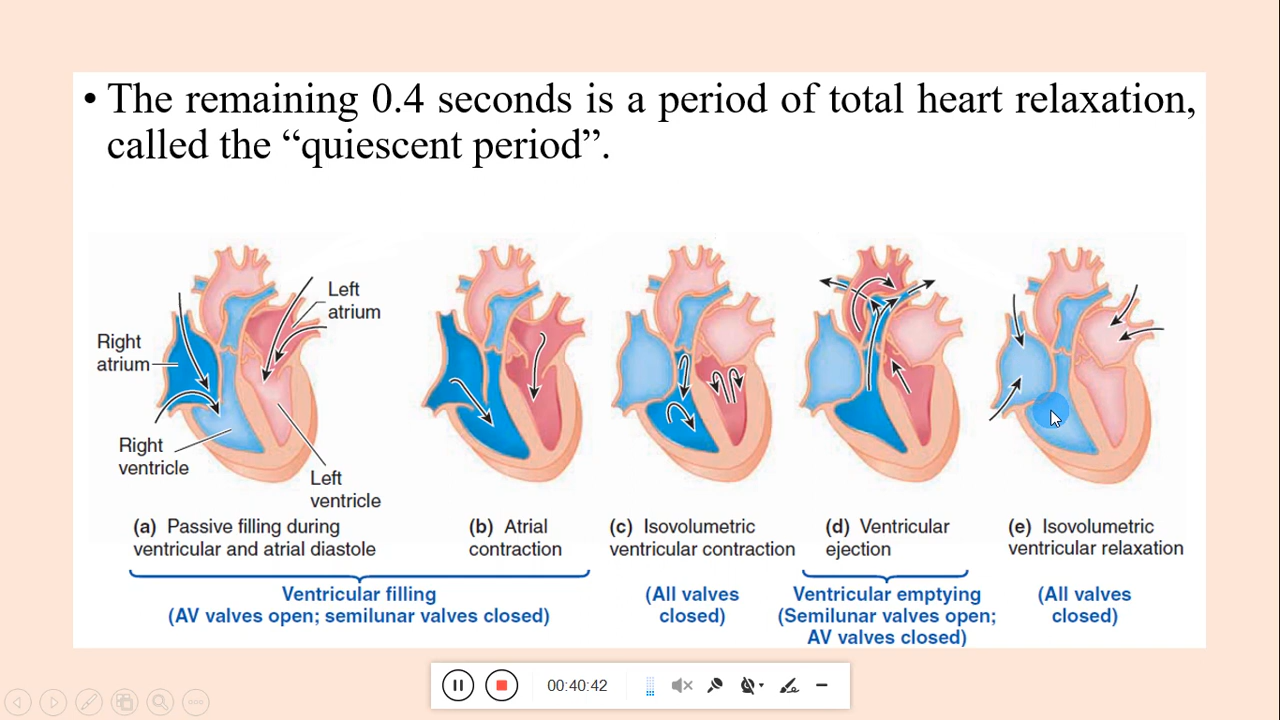 • The remaining 0.4 seconds is a period of total heart relaxation,
called the “quiescent period”.
Left
atrium
Right
atrium
Right
ventricle
Left
ventricle
(a) Passive filling during
ventricular and atrial diastole
(b) Atrial
contraction
(c) Isovolumetric
ventricular contraction
(d) Ventricular
ejection
(e) Isovolumetric
ventricular relaxation
Ventricular filling
(AV valves open; semilunar valves closed)
(All valves
closed)
Ventricular emptying
(Semilunar valves open;
AV valves closed)
(All valves
closed)
00:40:42